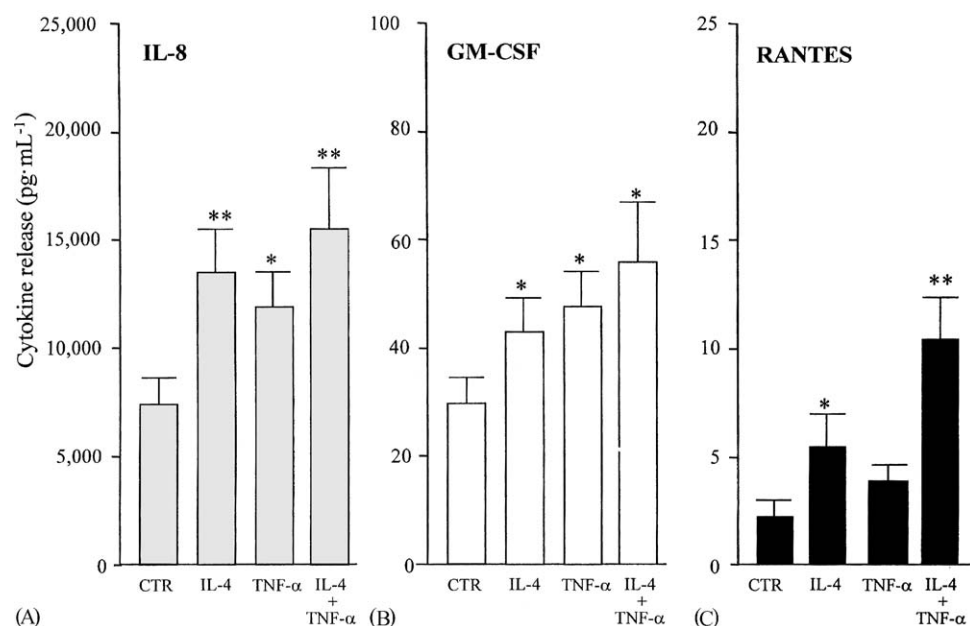 IL-8
GM-CSF
RANTES
Cytokine release (pg·mL⁻¹)
25,000
20,000
15,000
10,000
5,000
0
**
*
**
CTR
IL-4
TNF-α
IL-4
+
TNF-α
(A)
100
80
60
40
20
0
*
*
*
CTR
IL-4
TNF-α
IL-4
+
TNF-α
(B)
25
20
15
10
5
0
*
**
CTR
IL-4
TNF-α
IL-4
+
TNF-α
(C)